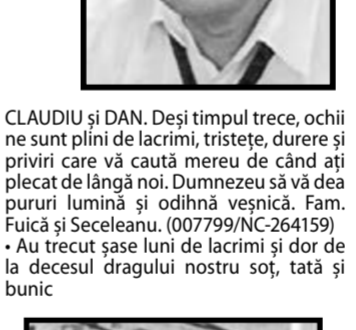 CLAUDIU și DAN. Deși timpul trece, ochii
ne sunt plini de lacrimi, tristețe, durere și
priviri care vă caută mereu de când ați
plecat de lângă noi. Dumnezeu să vă dea
pururi lumină și odihnă veșnică. Fam.
Fuică și Seceleanu. (007799/NC-264159)
• Au trecut șase luni de lacrimi și dor de
la decesul dragului nostru soț, tată și
bunic